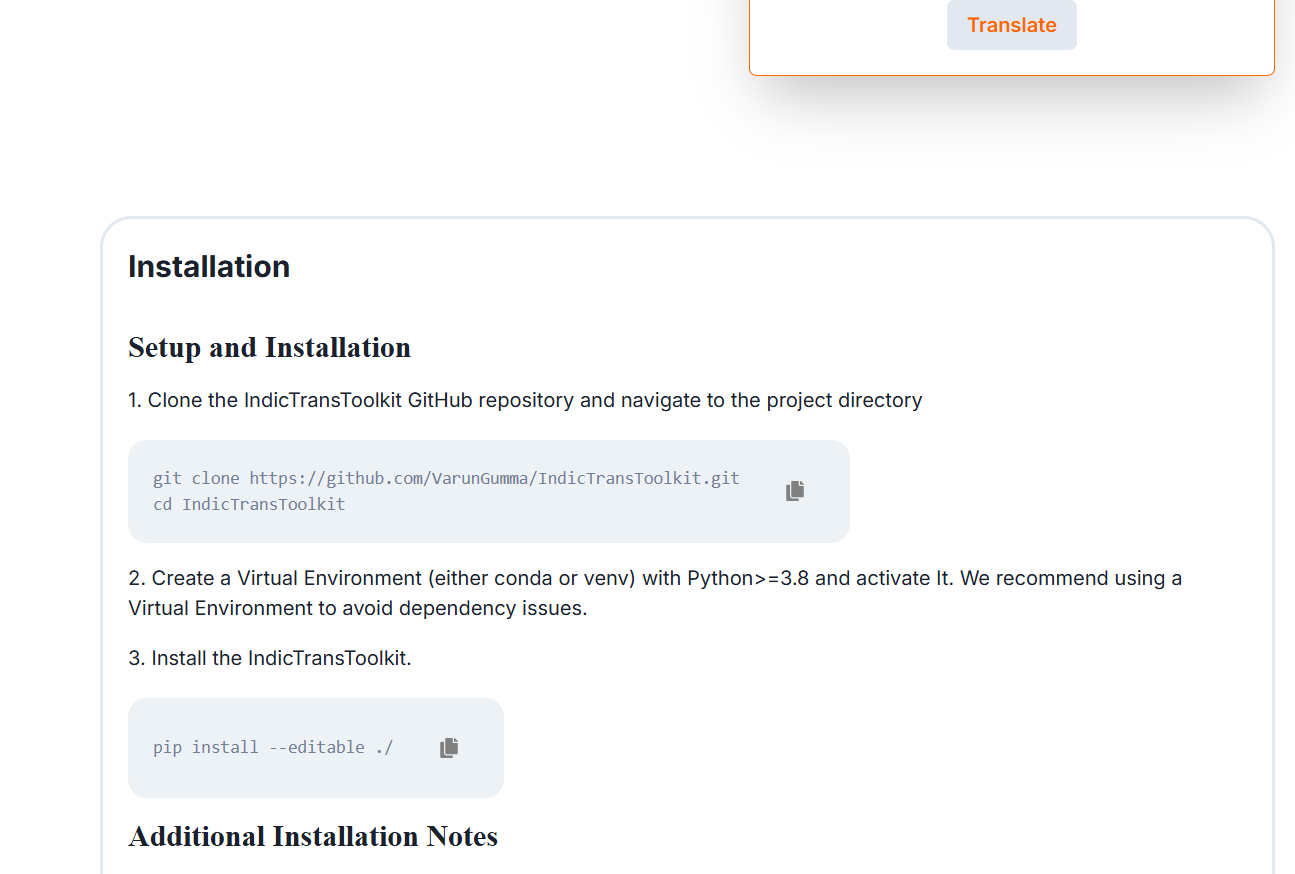 Translate
Installation
Setup and Installation
1. Clone the IndicTransToolkit GitHub repository and navigate to the project directory
git clone https://github.com/VarunGumma/IndicTransToolkit.git
cd IndicTransToolkit
2. Create a Virtual Environment (either conda or venv) with Python>=3.8 and activate It. We recommend using a
Virtual Environment to avoid dependency issues.
3. Install the IndicTransToolkit.
pip install --editable ./
Additional Installation Notes